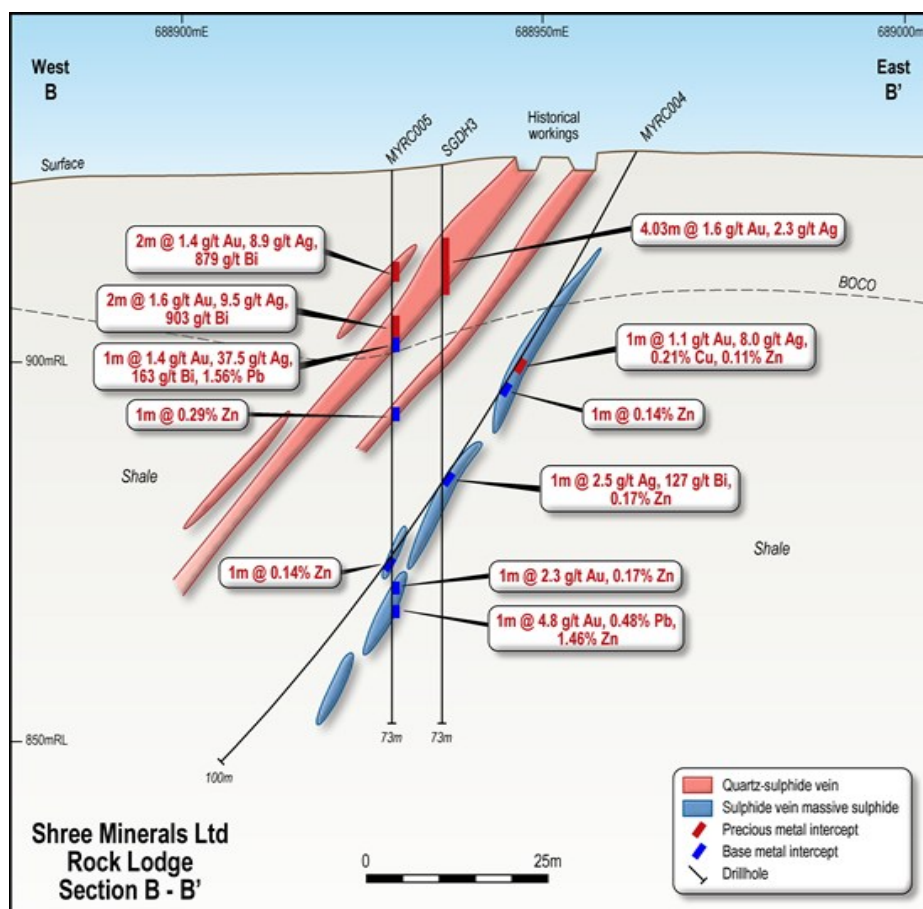 688900mE
688950mE
689000m
West
B
East
B'
MYRC005
SGDH3
Historical
workings
MYRC004
Surface
2m @ 1.4 g/t Au, 8.9 g/t Ag,
879 g/t Bi
4.03m @ 1.6 g/t Au, 2.3 g/t Ag
2m @ 1.6 g/t Au, 9.5 g/t Ag,
903 g/t Bi
BOCO
900mRL
1m @ 1.4 g/t Au, 37.5 g/t Ag,
163 g/t Bi, 1.56% Pb
1m @ 1.1 g/t Au, 8.0 g/t Ag,
0.21% Cu, 0.11% Zn
1m @ 0.29% Zn
1m @ 0.14% Zn
Shale
1m @ 2.5 g/t Ag, 127 g/t Bi,
0.17% Zn
Shale
1m @ 0.14% Zn
1m @ 2.3 g/t Au, 0.17% Zn
1m @ 4.8 g/t Au, 0.48% Pb,
1.46% Zn
850mRL
73m
73m
100m
Shree Minerals Ltd
Rock Lodge
Section B - B'
0
25m
Quartz-sulphide vein
Sulphide vein massive sulphide
Precious metal intercept
Base metal intercept
Drillhole